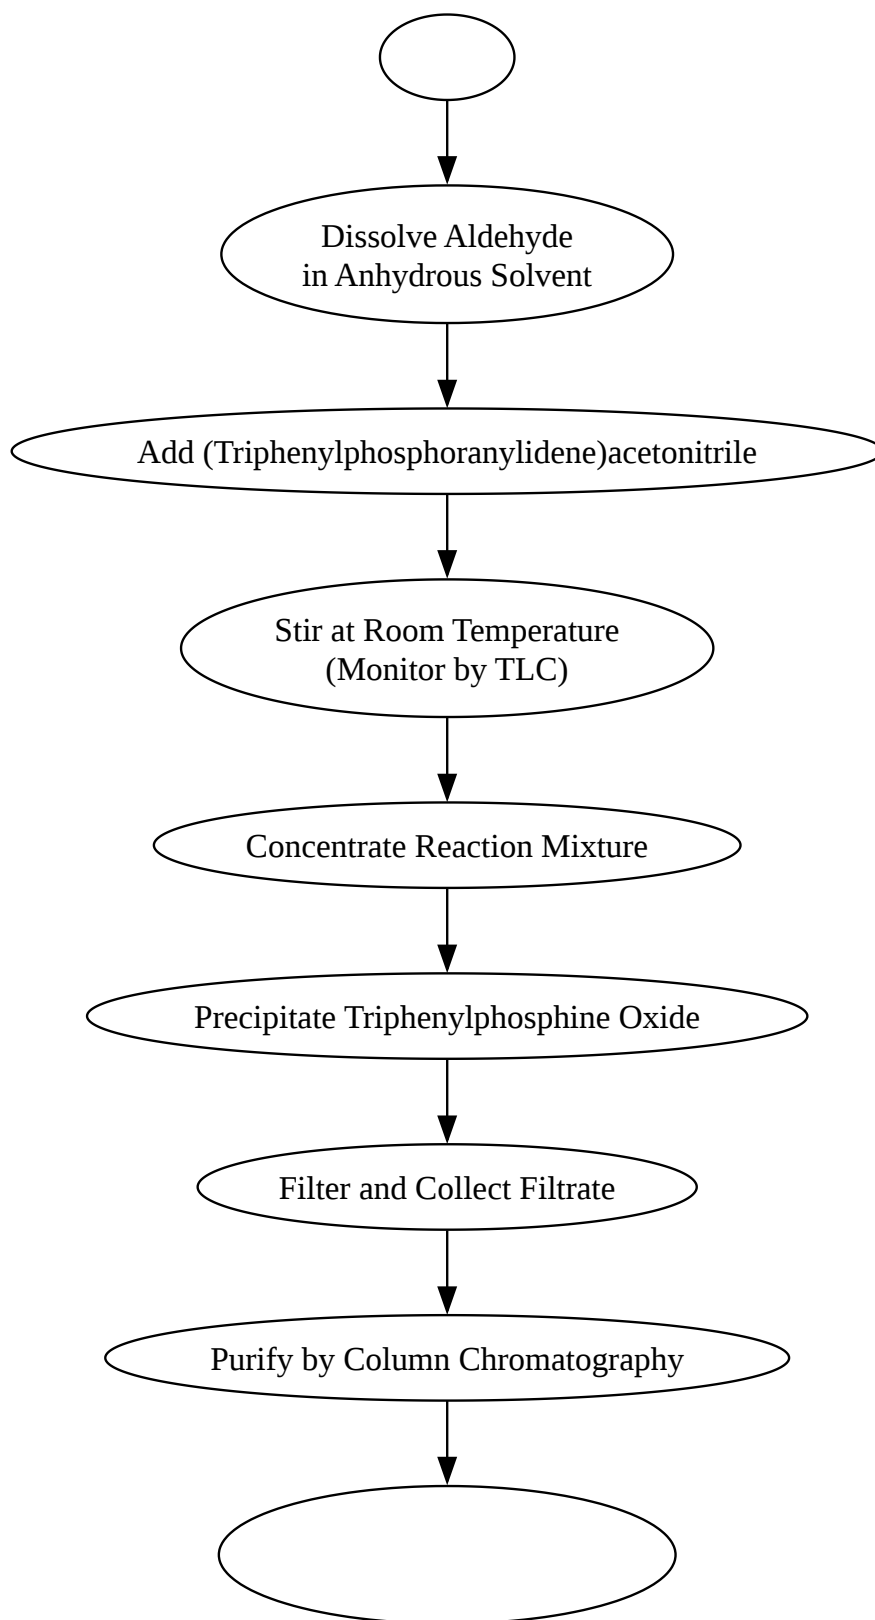 Dissolve Aldehyde
in Anhydrous Solvent
Add (Triphenylphosphoranylidene)acetonitrile
Stir at Room Temperature
(Monitor by TLC)
Concentrate Reaction Mixture
Precipitate Triphenylphosphine Oxide
Filter and Collect Filtrate
Purify by Column Chromatography